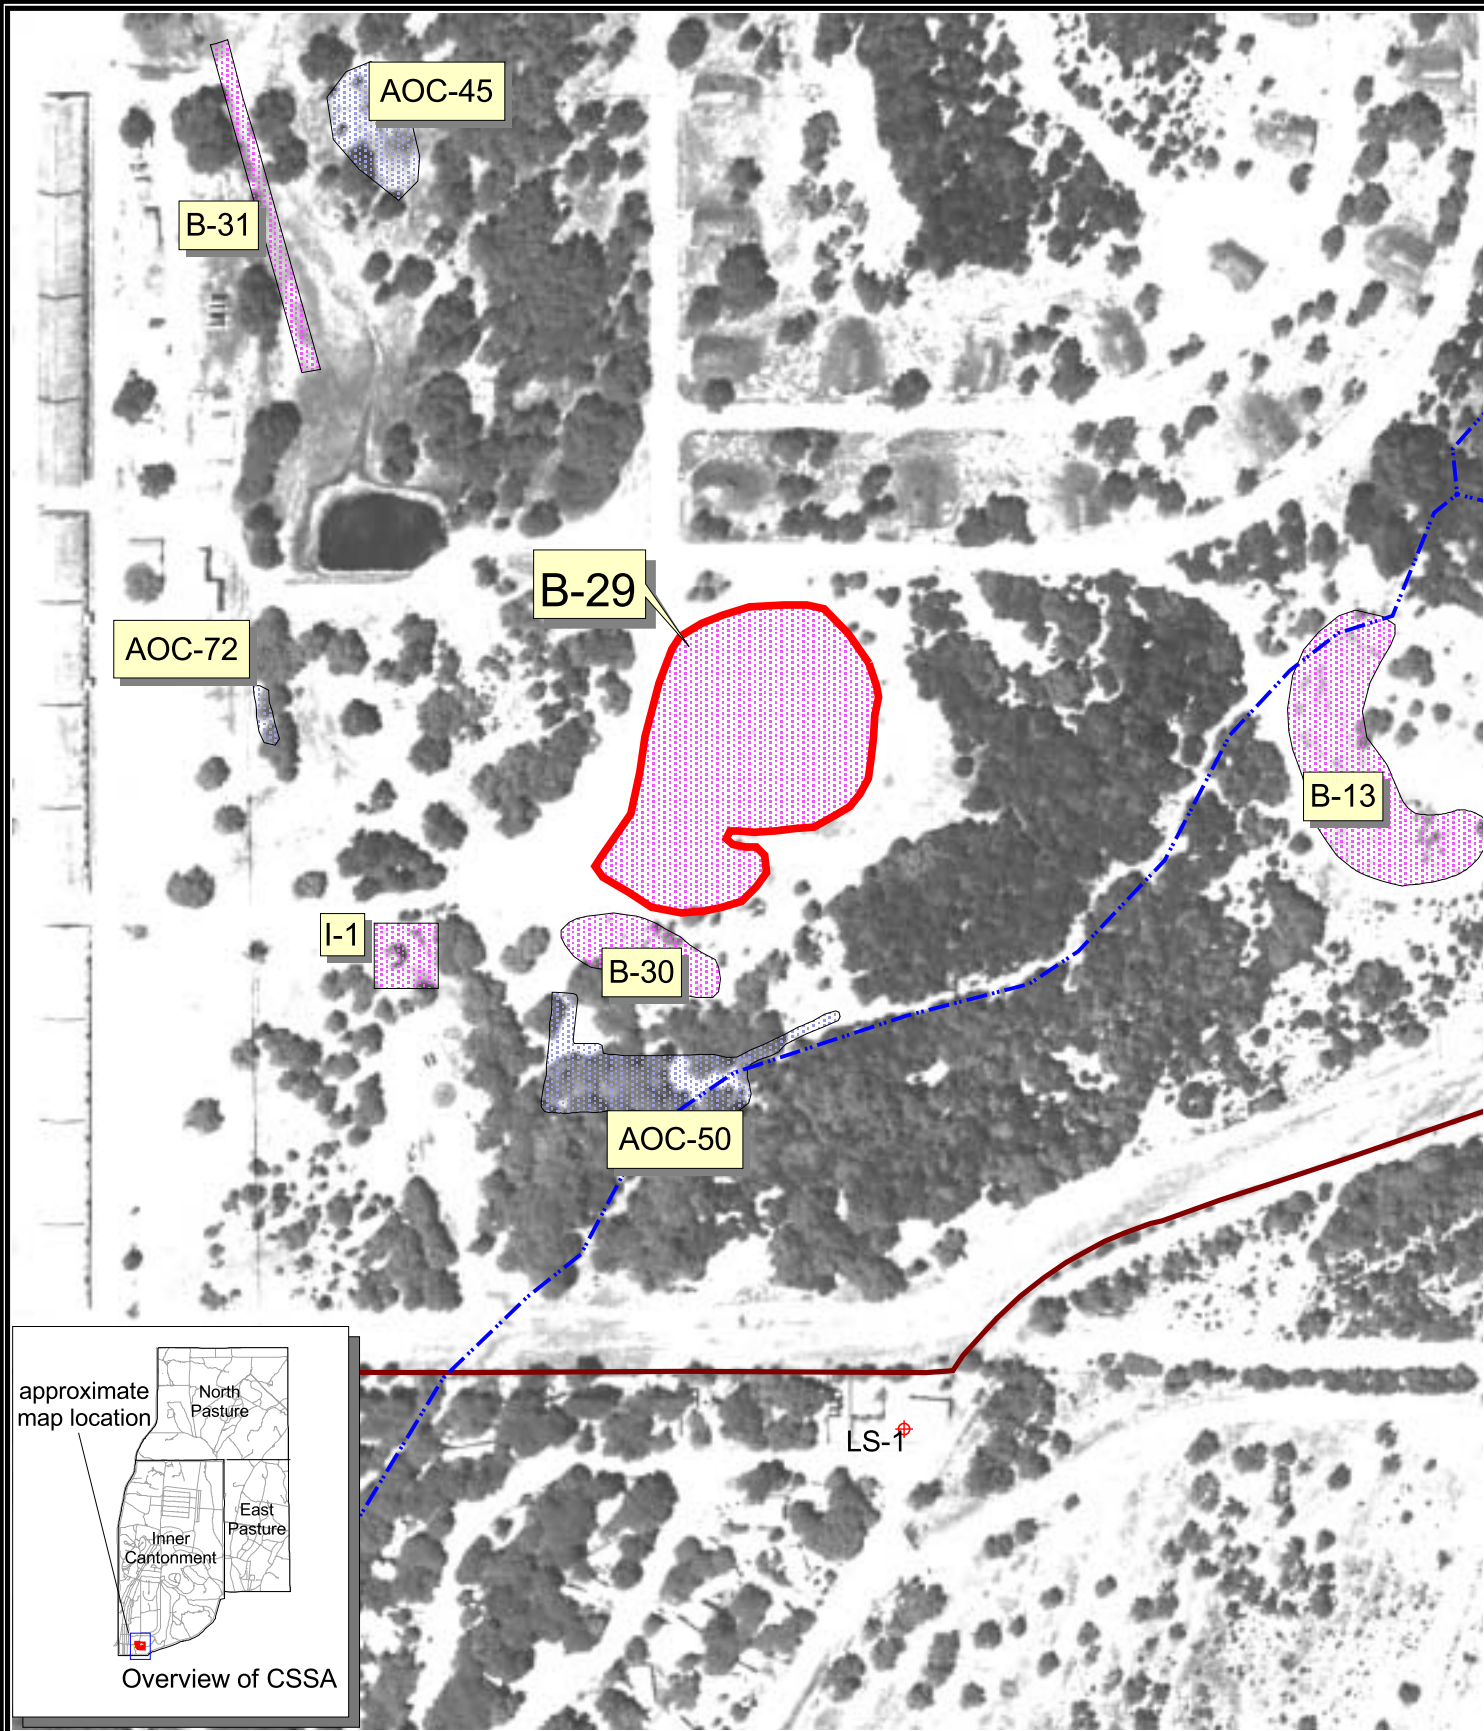 AOC-45
B-31
B-29
AOC-72
B-13
I-1
B-30
AOC-50
LS-1
approximate
map location
North
Pasture
East
Pasture
Inner
Cantonment
Overview of CSSA